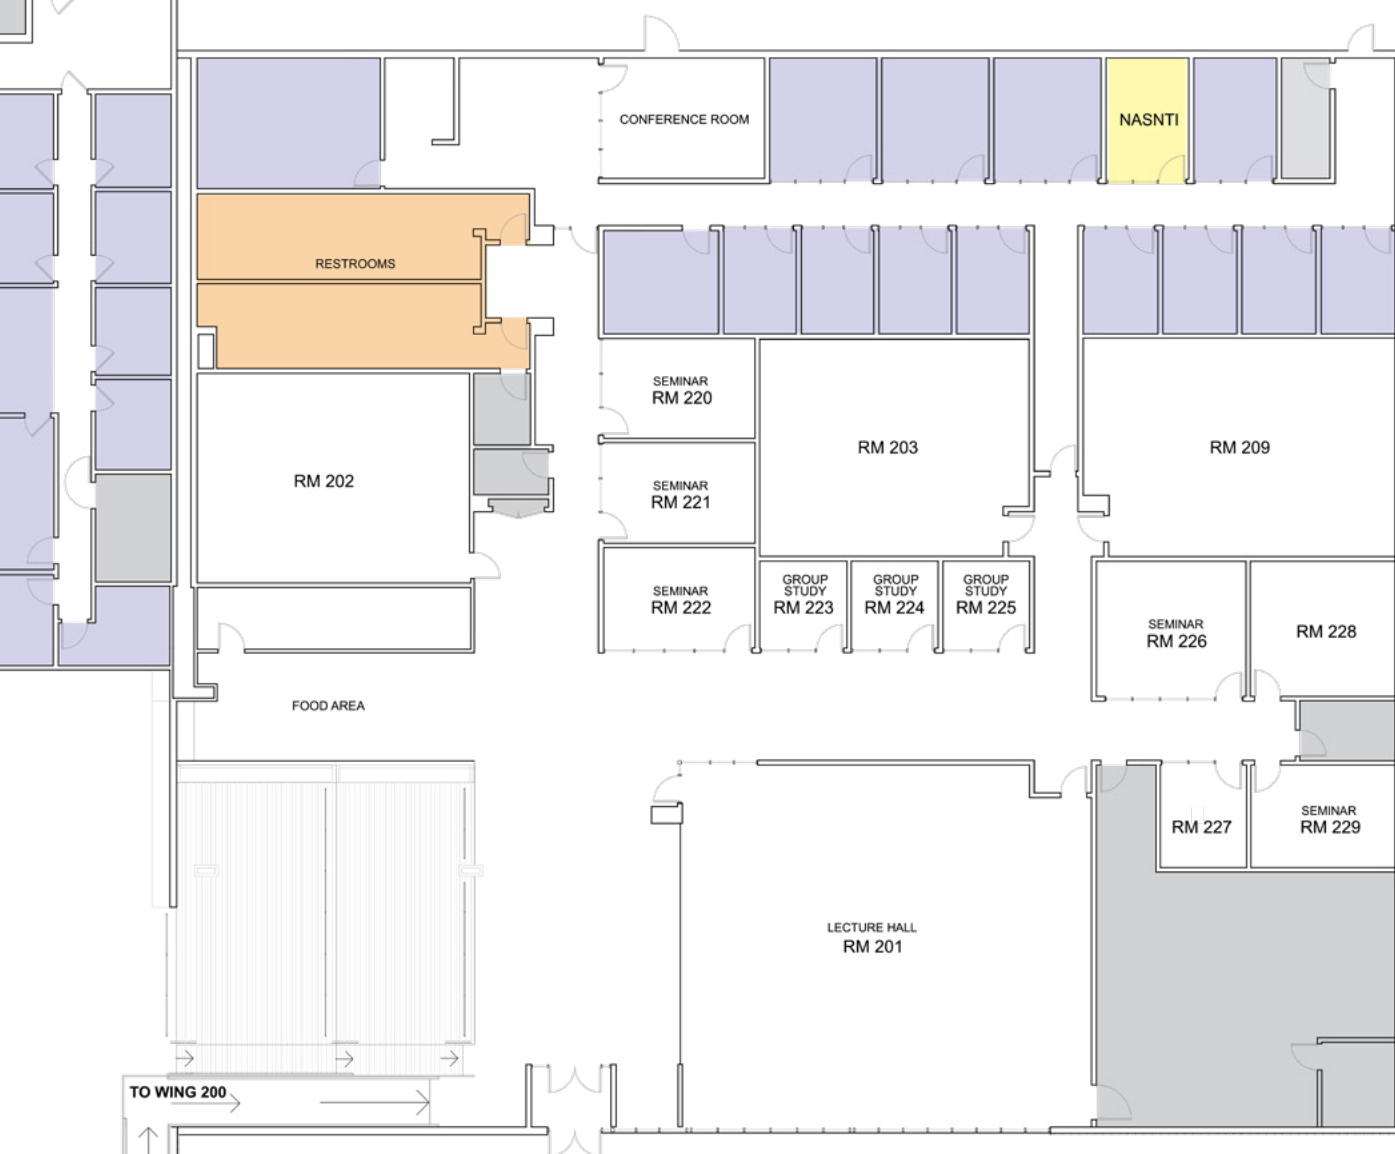 CONFERENCE ROOM
NASNTI
RESTROOMS
SEMINAR
RM 220
RM 203
RM 209
RM 202
SEMINAR
RM 221
SEMINAR
RM 222
GROUP
STUDY
RM 223
GROUP
STUDY
RM 224
GROUP
STUDY
RM 225
SEMINAR
RM 226
RM 228
FOOD AREA
RM 227
SEMINAR
RM 229
LECTURE HALL
RM 201
TO WING 200